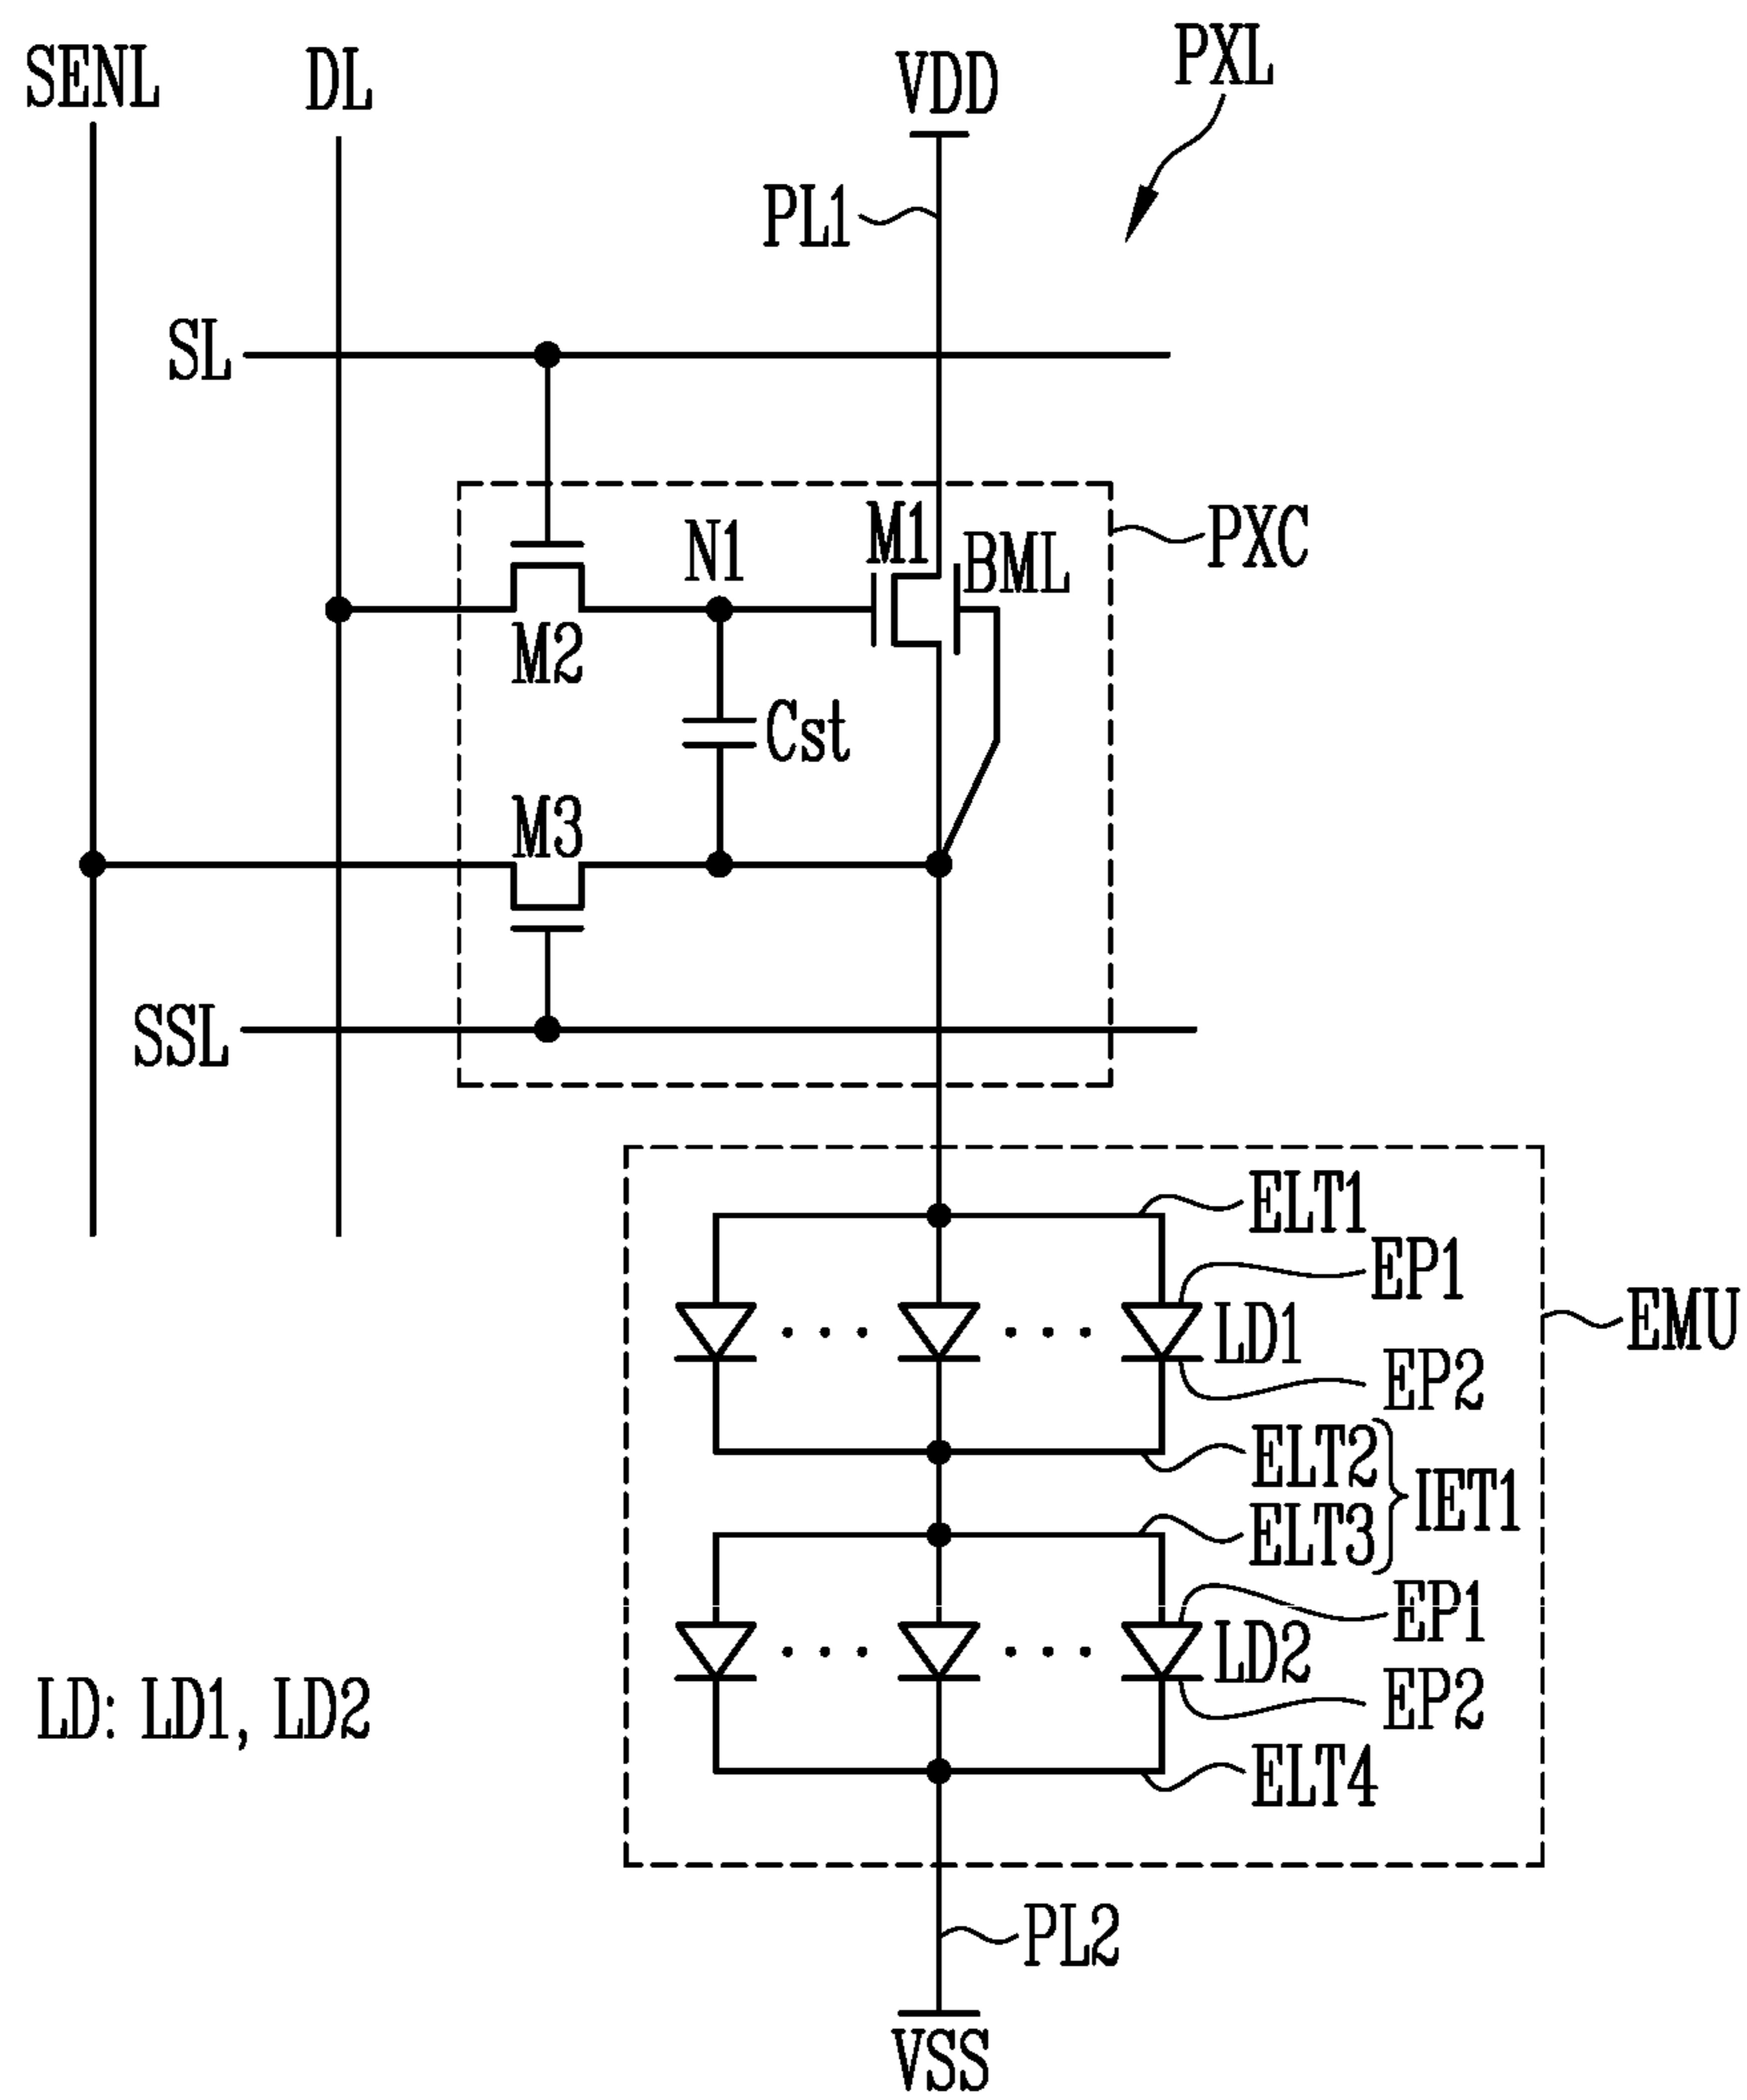 SENL
DL
VDD
PXL
PL1
SL
M1
BML
PXC
N1
M2
Cst
M3
SSL
ELT1
EP1
LD1
EMU
EP2
ELT2
IET1
ELT3
EP1
LD2
EP2
LD: LD1, LD2
ELT4
PL2
VSS